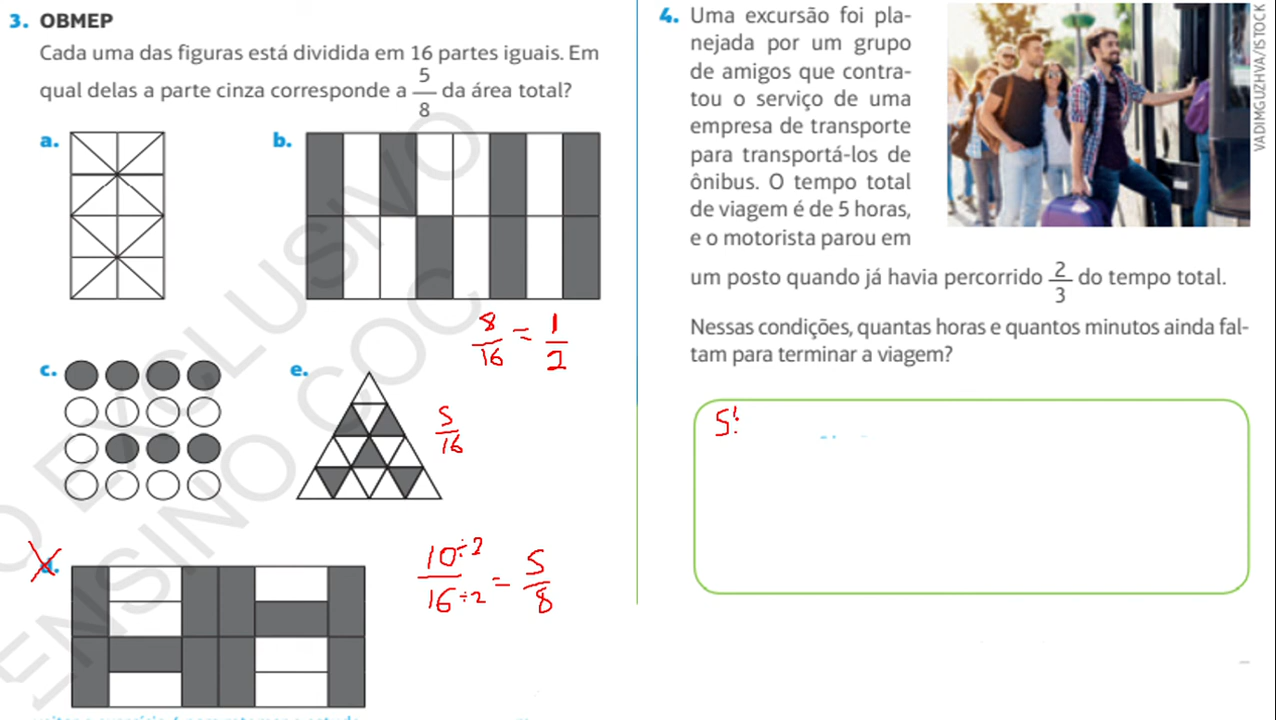 3. OBMEP
Cada uma das figuras está dividida em 16 partes iguais. Em
qual delas a parte cinza corresponde a 5/8 da área total?
a.
b.
8/16 = 1/2
c.
e.
5/16
d.
10÷2/16÷2 = 5/8
4. Uma excursão foi pla-
nejada por um grupo
de amigos que contra-
tou o serviço de uma
empresa de transporte
para transportá-los de
ônibus. O tempo total
de viagem é de 5 horas,
e o motorista parou em
um posto quando já havia percorrido 2/3 do tempo total.
Nessas condições, quantas horas e quantos minutos ainda fal-
tam para terminar a viagem?
VADIMGUZHVA/ISTOCK
5
EXCLUSIVO
ENSINO COC